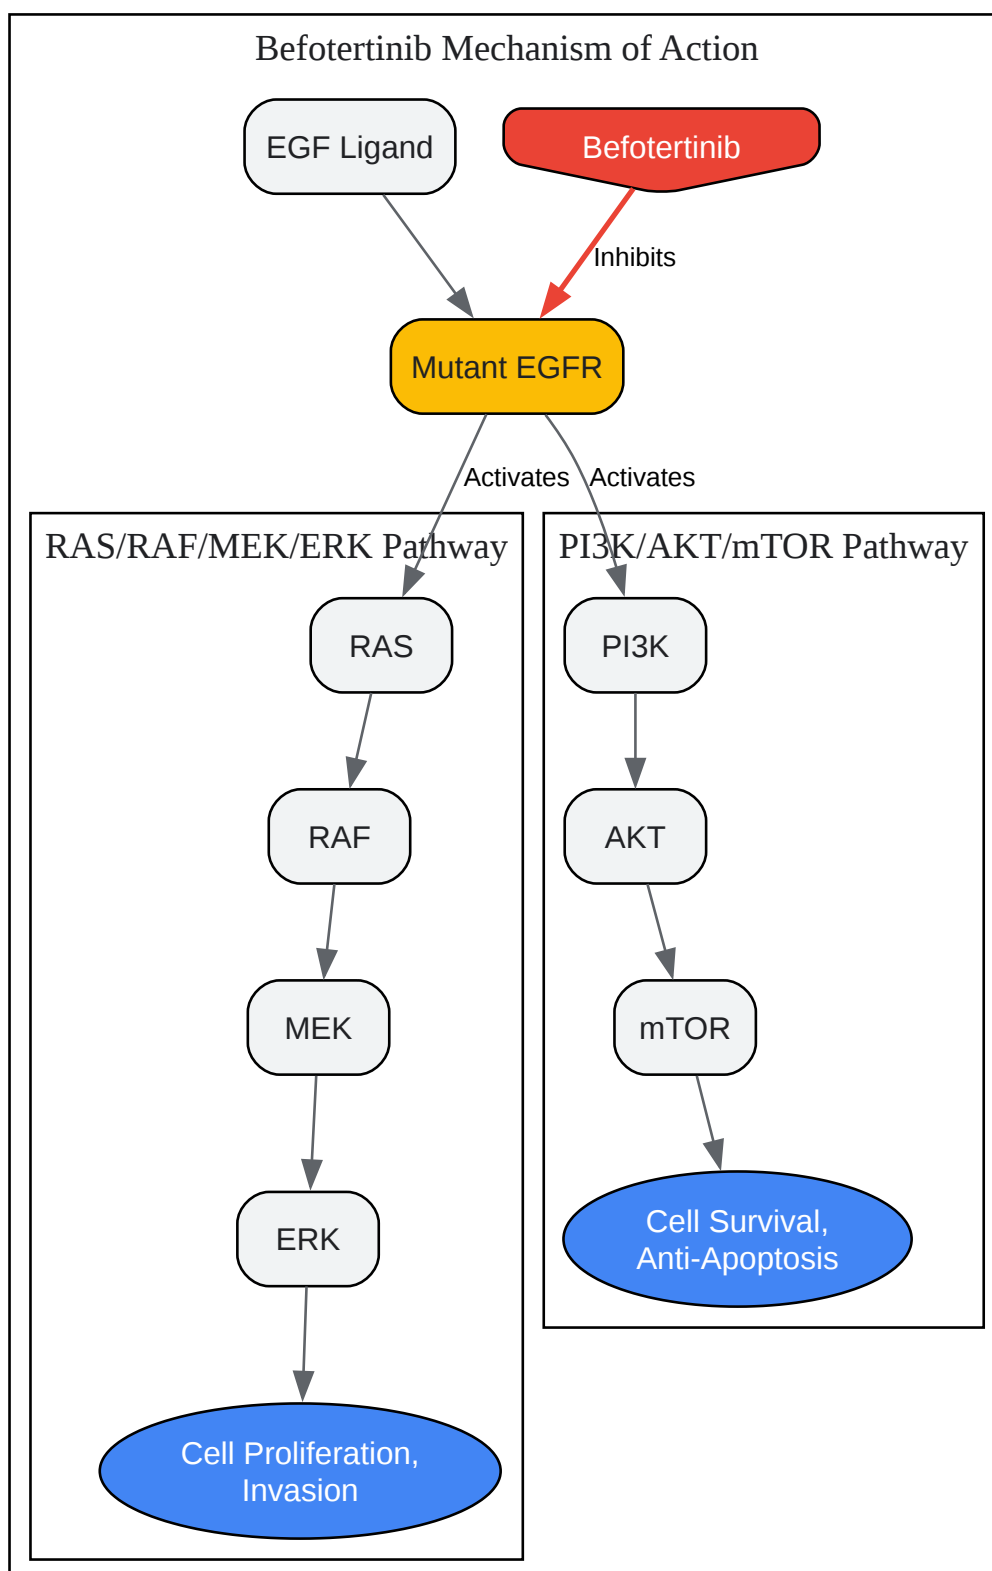 Befotertinib Mechanism of Action
EGF Ligand
Befotertinib
Inhibits
Mutant EGFR
Activates
Activates
RAS/RAF/MEK/ERK Pathway
PI3K/AKT/mTOR Pathway
RAS
PI3K
RAF
AKT
MEK
mTOR
ERK
Cell Survival,
Anti-Apoptosis
Cell Proliferation,
Invasion